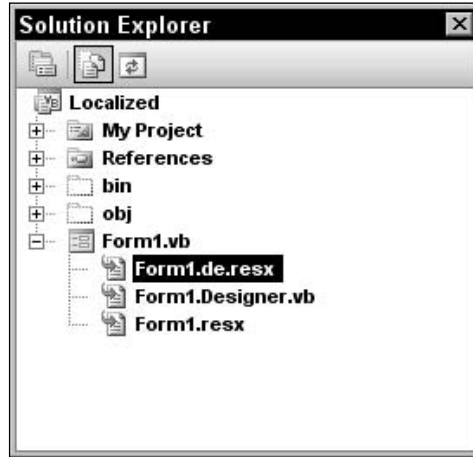 Solution Explorer
Localized
My Project
References
bin
obj
Form1.vb
Form1.de.resx
Form1.Designer.vb
Form1.resx